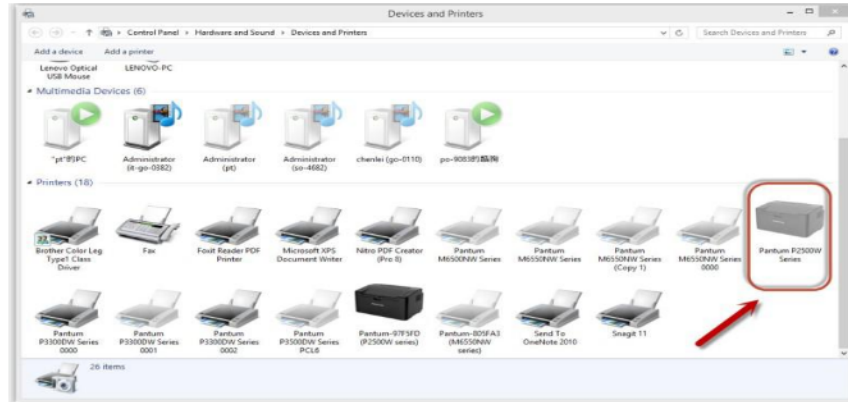 Devices and Printers
Control Panel ▸ Hardware and Sound ▸ Devices and Printers
Search Devices and Printers
Add a device Add a printer
Lenovo Optical USB Mouse
LENOVO-PC
Multimedia Devices (6)
"pt"的PC
Administrator (it-go-0382)
Administrator (pt)
Administrator (so-4682)
chenlei (go-0110)
Printers (18)
Brother Color Leg Type1 Class Driver
Fax
Foxit Reader PDF Printer
Microsoft XPS Document Writer
Nitro PDF Creator (Pro 8)
Pantum M6500NW Series
Pantum M6550NW Series
Pantum M6550NW Series (Copy 1)
Pantum M6550NW Series 0000
Pantum P2500W Series
Pantum P3300DW Series 0000
Pantum P3300DW Series 0001
Pantum P3300DW Series 0002
Pantum P3500DW Series PCL6
Pantum-97F5FD (P2500W series)
Pantum-805FA3 (M6550NW series)
Send To OneNote 2010
Snagit 11
26 items